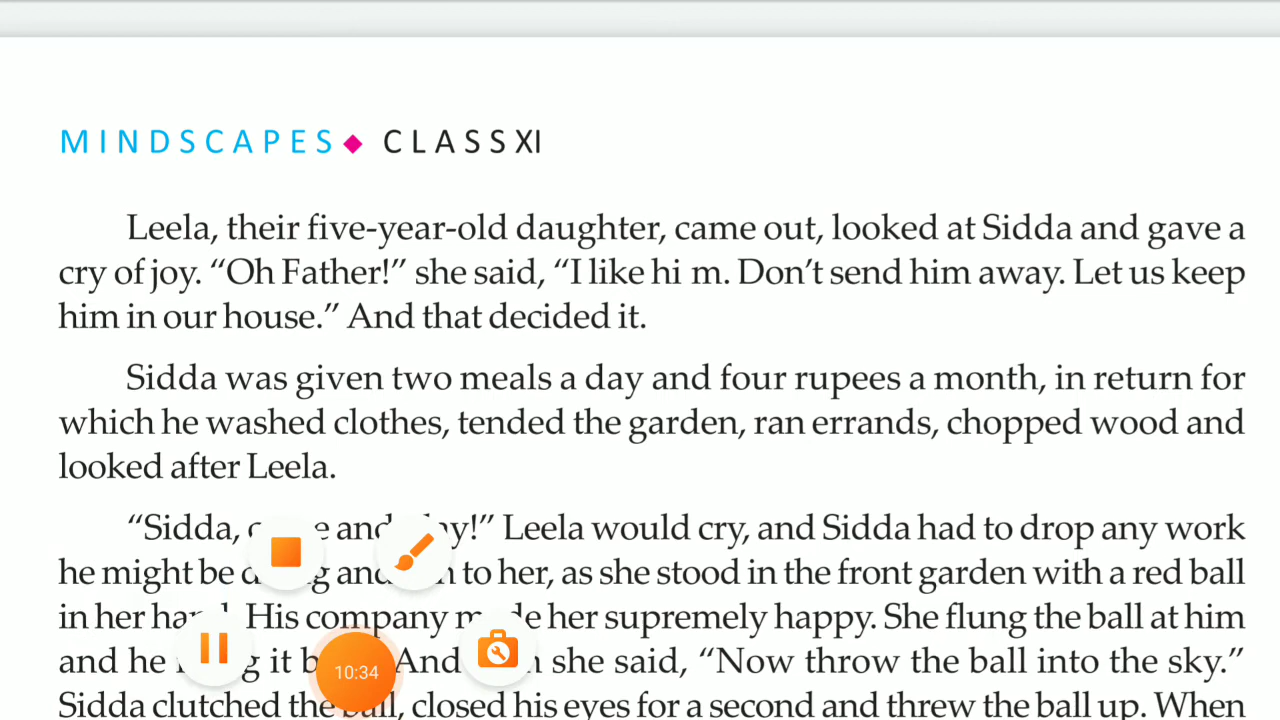 MINDSCAPES◆ CLASS XI
Leela, their five-year-old daughter, came out, looked at Sidda and gave a
cry of joy. “Oh Father!” she said, “I like hi m. Don’t send him away. Let us keep
him in our house.” And that decided it.
Sidda was given two meals a day and four rupees a month, in return for
which he washed clothes, tended the garden, ran errands, chopped wood and
looked after Leela.
“Sidda, and Leela would cry, and Sidda had to drop any work
he might be and to her, as she stood in the front garden with a red ball
in her His company her supremely happy. She flung the ball at him
and he it And she said, “Now throw the ball into the sky.”
10:34
Sidda clutched the ball, closed his eyes for a second and threw the ball up. When